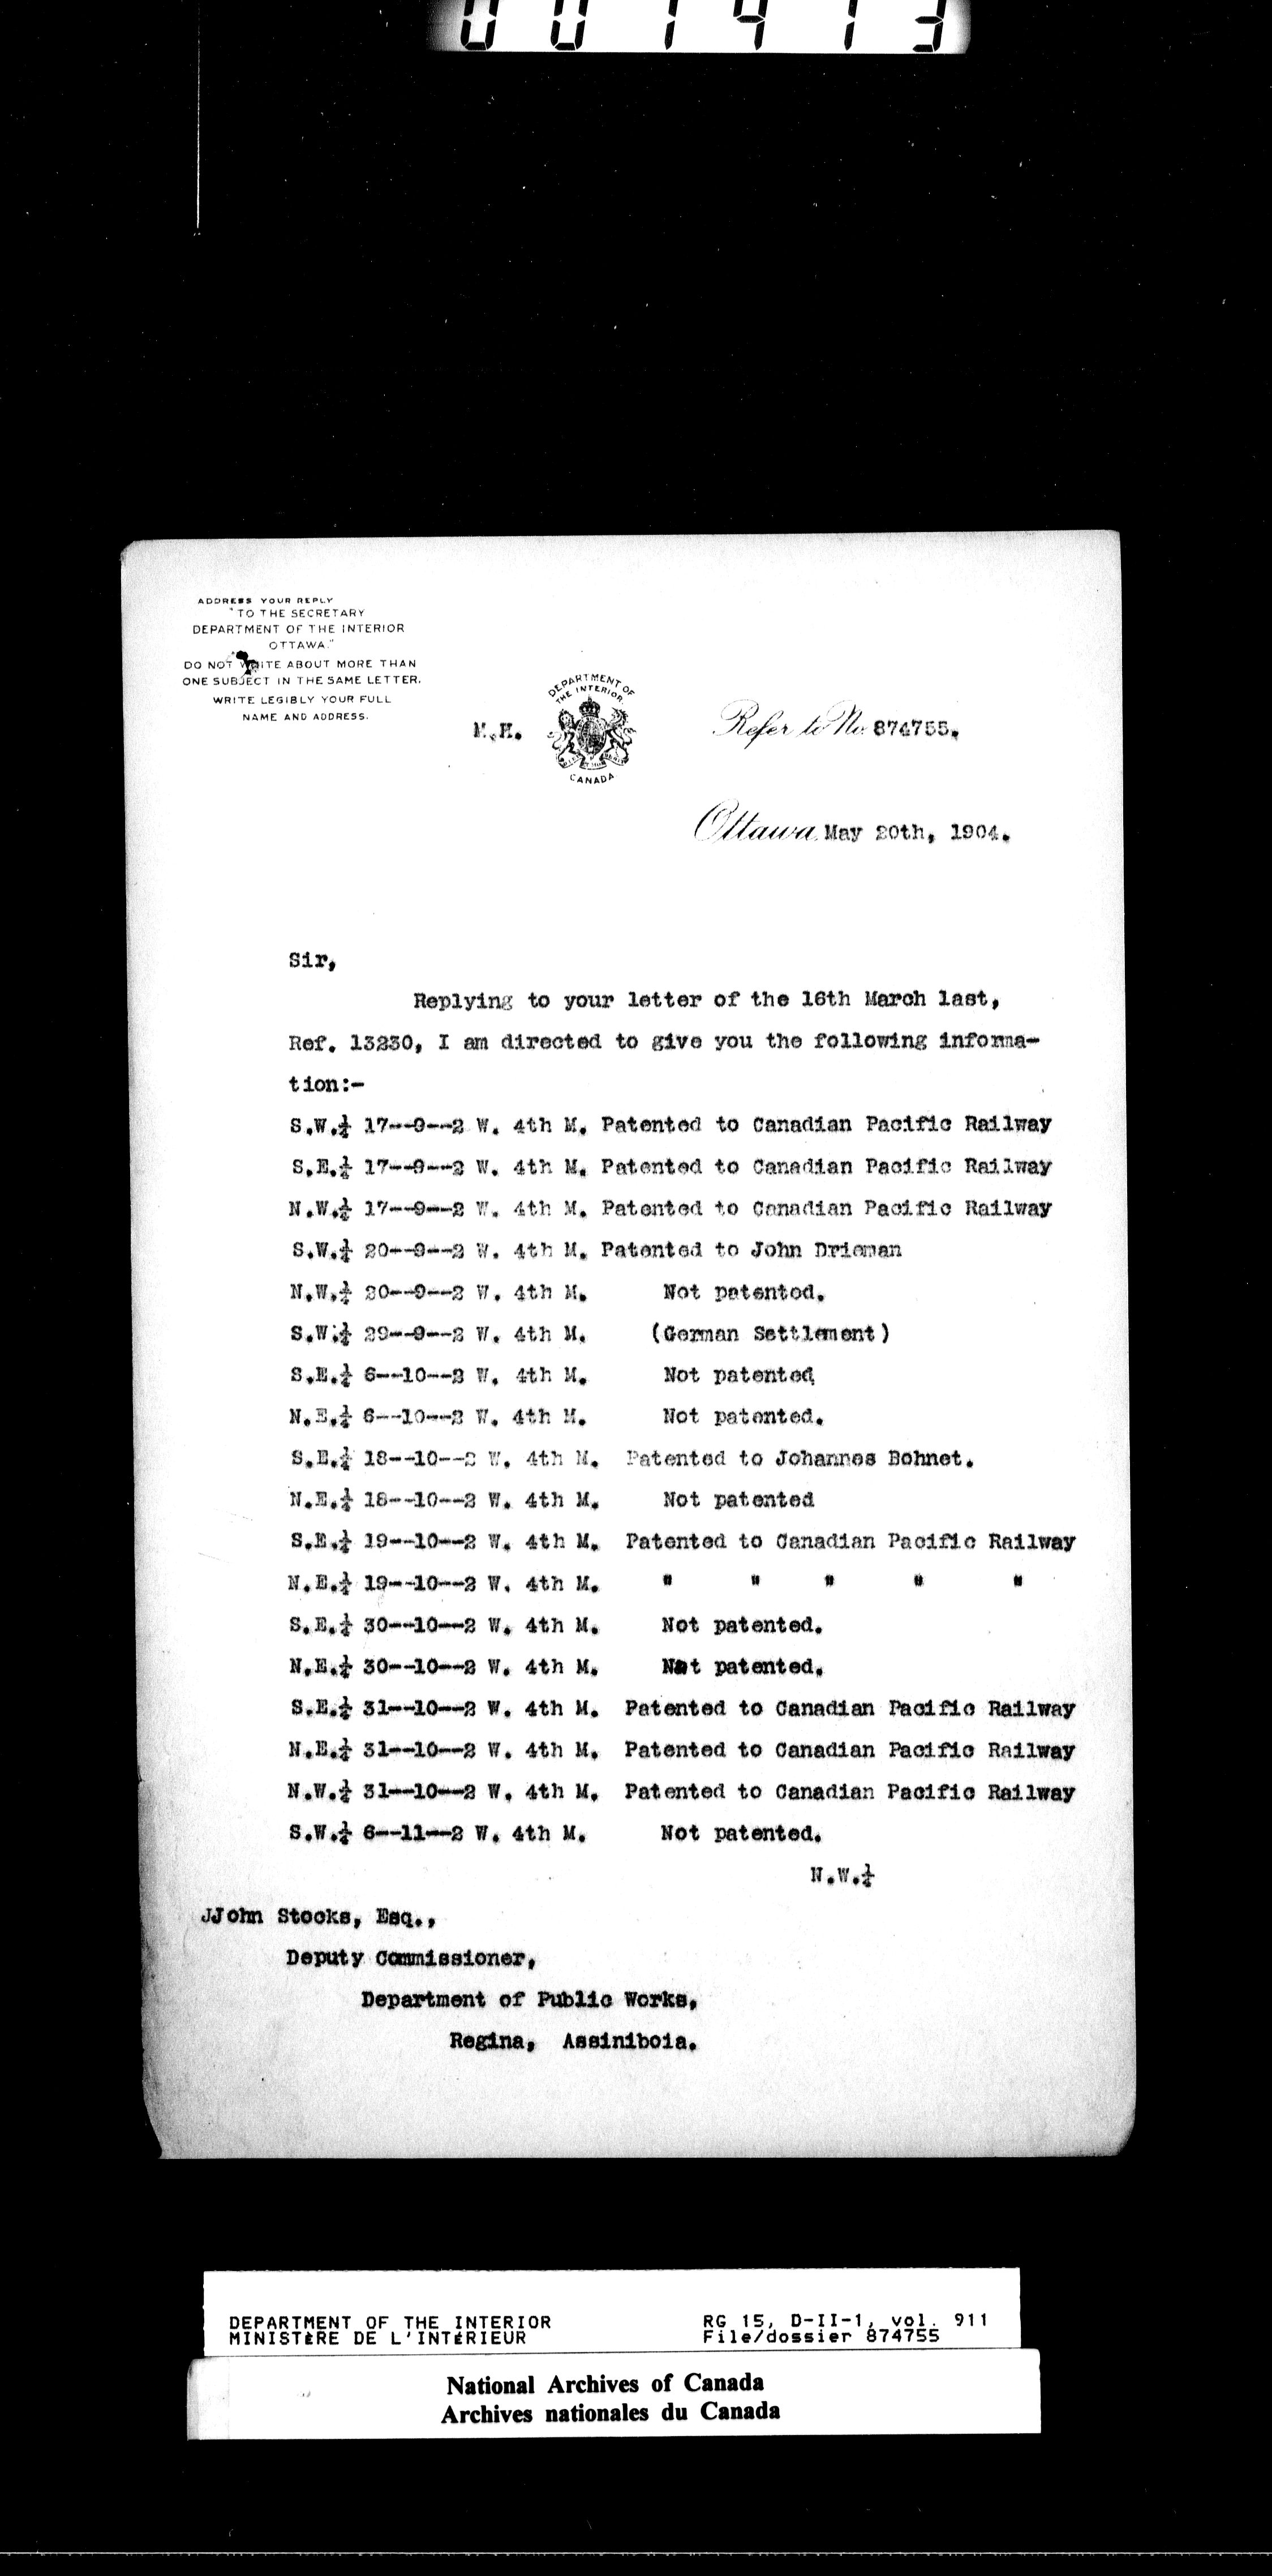 001413
ADDRESS YOUR REPLY
"TO THE SECRETARY
DEPARTMENT OF THE INTERIOR
OTTAWA."
DO NOT WRITE ABOUT MORE THAN
ONE SUBJECT IN THE SAME LETTER.
WRITE LEGIBLY YOUR FULL
NAME AND ADDRESS.
DEPARTMENT OF
THE INTERIOR
CANADA
M.H.
Refer to No. 874755.
Ottawa, May 20th, 1904.
Sir,
Replying to your letter of the 16th March last,
Ref. 13230, I am directed to give you the following informa-
tion:-
S.W.¼ 17--9--2 W. 4th M. Patented to Canadian Pacific Railway
S.E.¼ 17--9--2 W. 4th M. Patented to Canadian Pacific Railway
N.W.¼ 17--9--2 W. 4th M. Patented to Canadian Pacific Railway
S.W.¼ 20--9--2 W. 4th M. Patented to John Drieman
N.W.¼ 20--9--2 W. 4th M. Not patented.
S.W.¼ 29--9--2 W. 4th M. (German Settlement)
S.E.¼ 6--10--2 W. 4th M. Not patented
N.E.¼ 6--10--2 W. 4th M. Not patented.
S.E.¼ 18--10--2 W. 4th M. Patented to Johannes Bohnet.
N.E.¼ 18--10--2 W. 4th M. Not patented
S.E.¼ 19--10--2 W. 4th M. Patented to Canadian Pacific Railway
N.E.¼ 19--10--2 W. 4th M. " " " " "
S.E.¼ 30--10--2 W. 4th M. Not patented.
N.E.¼ 30--10--2 W. 4th M. Not patented.
S.E.¼ 31--10--2 W. 4th M. Patented to Canadian Pacific Railway
N.E.¼ 31--10--2 W. 4th M. Patented to Canadian Pacific Railway
N.W.¼ 31--10--2 W. 4th M. Patented to Canadian Pacific Railway
S.W.¼ 6--11--2 W. 4th M. Not patented.
N.W.¼
JJohn Stocks, Esq.,
Deputy Commissioner,
Department of Public Works,
Regina, Assiniboia.
DEPARTMENT OF THE INTERIOR RG 15, D-II-1, vol. 911
MINISTÈRE DE L'INTÉRIEUR File/dossier 874755
National Archives of Canada
Archives nationales du Canada